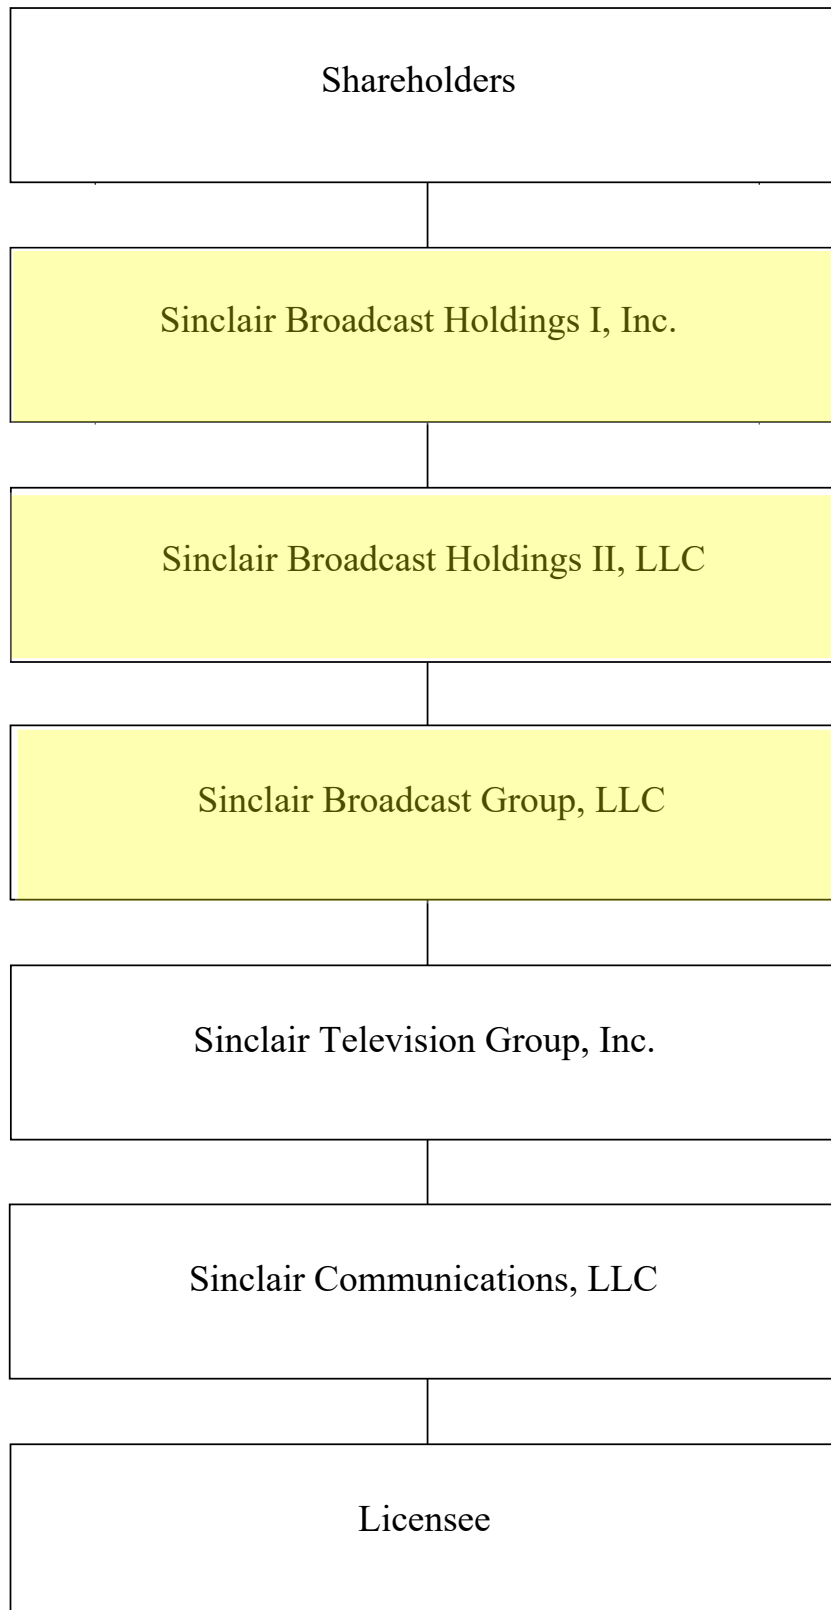 Shareholders
Sinclair Broadcast Holdings I, Inc.
Sinclair Broadcast Holdings II, LLC
Sinclair Broadcast Group, LLC
Sinclair Television Group, Inc.
Sinclair Communications, LLC
Licensee